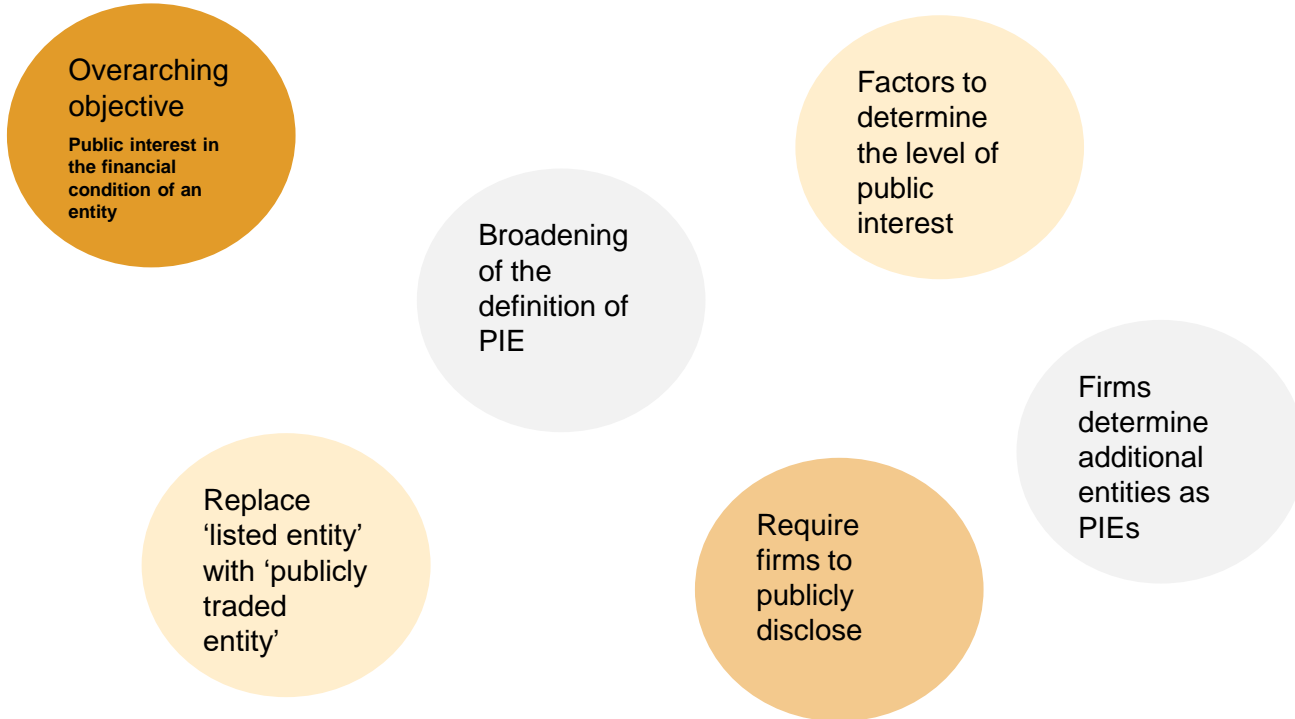 Overarching
objective
Public interest in
the financial
condition of an
entity
Factors to
determine
the level of
public
interest
Broadening
of the
definition of
PIE
Firms
determine
additional
entities as
PIEs
Replace
‘listed entity’
with ‘publicly
traded
entity’
Require
firms to
publicly
disclose